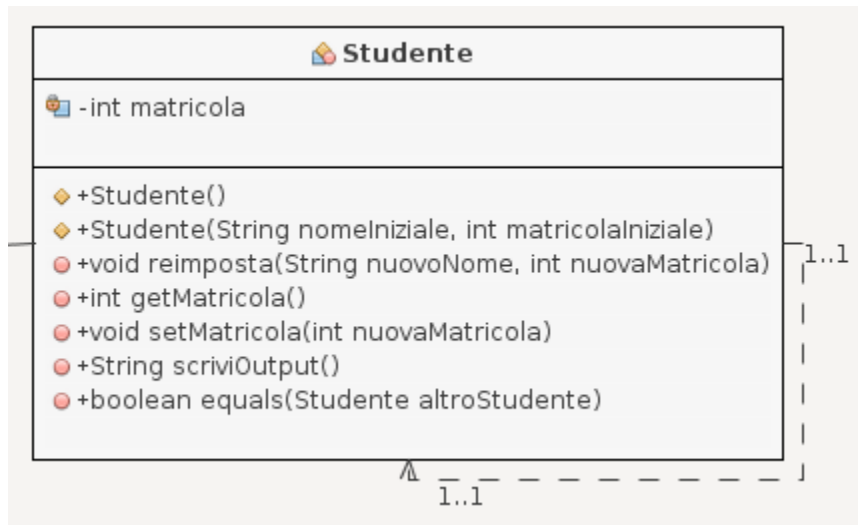 Studente
-int matricola
+Studente()
+Studente(String nomeIniziale, int matricolaIniziale)
+void reimposta(String nuovoNome, int nuovaMatricola)
+int getMatricola()
+void setMatricola(int nuovaMatricola)
+String scriviOutput()
+boolean equals(Studente altroStudente)
1..1
1..1